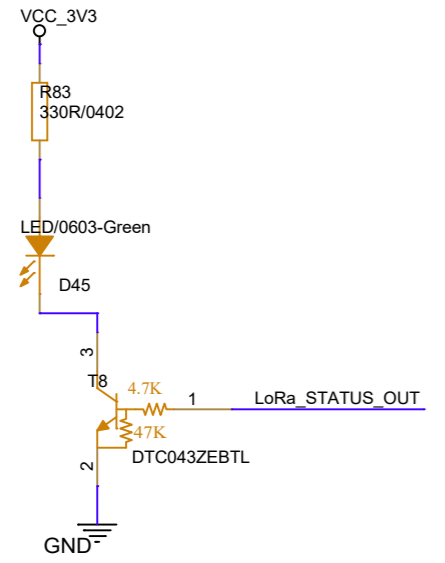 VCC_3V3
R83
330R/0402
LED/0603-Green
D45
3
T8
4.7K
1
LoRa_STATUS_OUT
47K
DTC043ZEBTL
2
GND